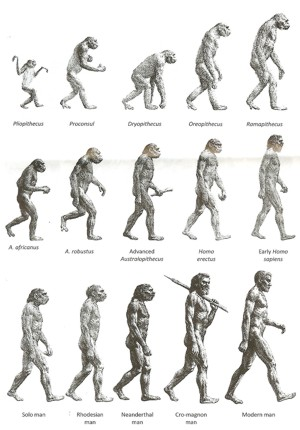 Pliopithecus Proconsul Dryopithecus Oreopithecus Ramapithecus
A. africanus A. robustus Advanced Homo Early Homo
Australopithecus erectus sapiens
Solo man Rhodesian Neanderthal Cro-magnon Modern man
man man man